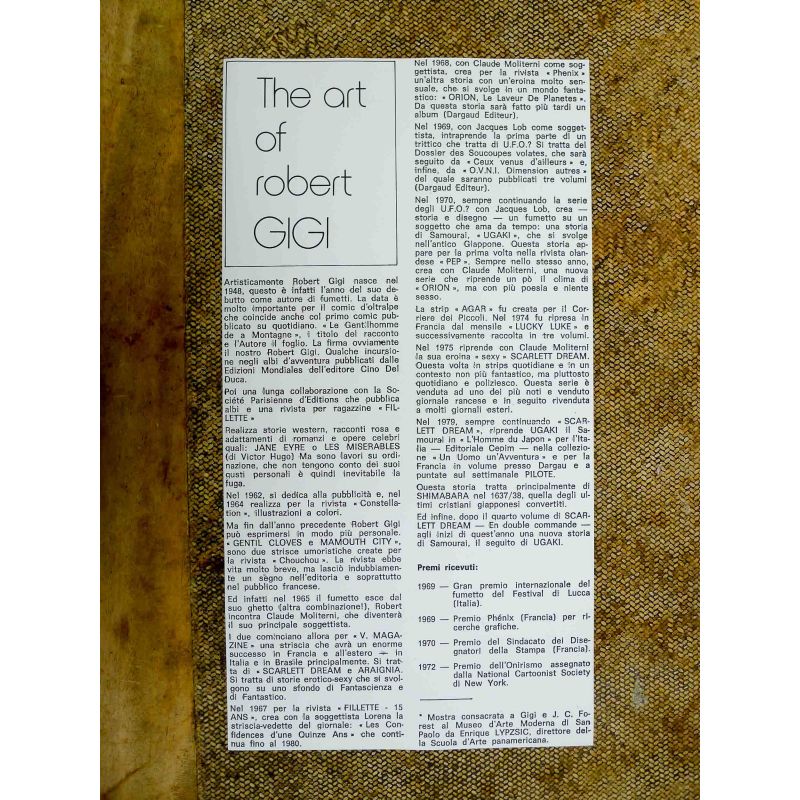 The art
of
robert
GIGI
Artisticamente Robert Gigi nasce nel
1948, questo è infatti l'anno del suo de-
butto come autore di fumetti. La data è
molto importante per il comic d'oltralpe
che coincide anche col primo comic pub-
blicato su quotidiano. « Le Gentilhomme
de a Montagne », il titolo del racconto
e l'Autore il foglio. La firma ovviamente
il nostro Robert Gigi. Qualche incursio-
ne negli albi d'avventura pubblicati dalle
Edizioni Mondiales dell'editore Cino Del
Duca.
Poi una lunga collaborazione con la So-
ciété Parisienne d'Editions che pubblica
albi e una rivista per ragazzine « FIL-
LETTE »
Realizza storie western, racconti rosa e
adattamenti di romanzi e opere celebri
quali: JANE EYRE o LES MISERABLES
(di Victor Hugo) Ma sono lavori su ordi-
nazione, che non tengono conto dei suoi
gusti personali è quindi inevitabile la
fuga.
Nel 1962, si dedica alla pubblicità e, nel
1964 realizza per la rivista « Constella-
tion », illustrazioni a colori.
Ma fin dall'anno precedente Robert Gigi
può esprimersi in modo più personale.
« GENTIL CLOVES e MAMOUTH CITY »,
sono due strisce umoristiche create per
la rivista « Chouchou ». La rivista ebbe
vita molto breve, ma lasciò indubbiamen-
te un segno nell'editoria e soprattutto
nel pubblico francese.
Ed infine nel 1965 il fumetto esce dal
suo ghetto (altra combinazione!), Robert
incontra Claude Moliterni, che diventerà
il suo principale soggettista.
I due cominciano allora per « V. MAGA-
ZINE » una striscia che avrà un enorme
successo in Francia e all'estero — in
Italia e in Brasile principalmente. Si trat-
ta di « SCARLETT DREAM e ARAIGNIA.
Si tratta di storie erotico-sexy che si svol-
gono su uno sfondo di Fantascienza e
di Fantastico.
Nel 1967 per la rivista « FILLETTE - 15
ANS », crea con la soggettista Lorena la
striscia-vedette del giornale: « Les Con-
fidences d'une Quinze Ans » che conti-
nua fino al 1980.
Nel 1968, con Claude Moliterni come sog-
gettista, crea per la rivista « Phenix »
un'altra storia con un'eroina molto sen-
suale, che si svolge in un mondo fanta-
stico: « ORION, Le Laveur De Planetes ».
Da questa storia sarà fatto più tardi un
album (Dargaud Editeur).
Nel 1969, con Jacques Lob come sogget-
tista, intraprende la prima parte di un
trittico che tratta di U.F.O.? Si tratta del
Dossier des Soucoupes volates, che sarà
seguito da « Ceux venus d'ailleurs » e,
infine, da « O.V.N.I. Dimension autrea »
del quale saranno pubblicati tre volumi
(Dargaud Editeur).
Nel 1970, sempre continuando la serie
degli U.F.O.? con Jacques Lob, crea —
storia e disegno — un fumetto su un
soggetto che ama da tempo: una storia
di Samourai, « UGAKI », che si svolge
nell'antico Giappone. Questa storia ap-
pare per la prima volta nella rivista olan-
dese « PEP ». Sempre nello stesso anno,
crea con Claude Moliterni, una nuova
serie che riprende un pò il clima di
« ORION », ma con più poesia e niente
sesso.
La strip « AGAR » fu creata per il Cor-
riere dei Piccoli. Nel 1974 fu ripresa in
Francia dal mensile « LUCKY LUKE » e
successivamente raccolta in tre volumi.
Nel 1975 riprende con Claude Moliterni
la sua eroina « sexy » SCARLETT DREAM.
Questa volta in strips quotidiane e in un
contesto non più fantastico, ma piuttosto
quotidiano e poliziesco. Questa serie è
venduta ad uno dei più noti e venduto
giornale rancese e in seguito rivenduta
a molti giornali esteri.
Nel 1979, sempre continuando « SCAR-
LETT DREAM », riprende UGAKI il Sa-
mourai in « L'Homme du Japon » per l'Ita-
lia — Editoriale Cepim — nella collezio-
ne « Un Uomo un'Avventura » e per la
Francia in volume presso Dargau e a
puntate sul settimanale PILOTE.
Questa storia tratta principalmente di
SHIMABARA nel 1637/38, quella degli ul-
timi cristiani giapponesi convertiti.
Ed infine, dopo il quarto volume di SCAR-
LETT DREAM — En double commande —
agli inizi di quest'anno una nuova storia
di Samourai, il seguito di UGAKI.
Premi ricevuti:
1969 — Gran premio internazionale del
fumetto del Festival di Lucca
(Italia).
1969 — Premio Phénix (Francia) per ri-
cerche grafiche.
1970 — Premio del Sindacato dei Dise-
gnatori della Stampa (Francia).
1972 — Premio dell'Onirismo assegnato
dalla National Cartoonist Society
di New York.
* Mostra consacrata a Gigi e J. C. Fo-
rest al Museo d'Arte Moderna di San
Paolo da Enrique LYPZSIC, direttore del-
la Scuola d'Arte panamericana.